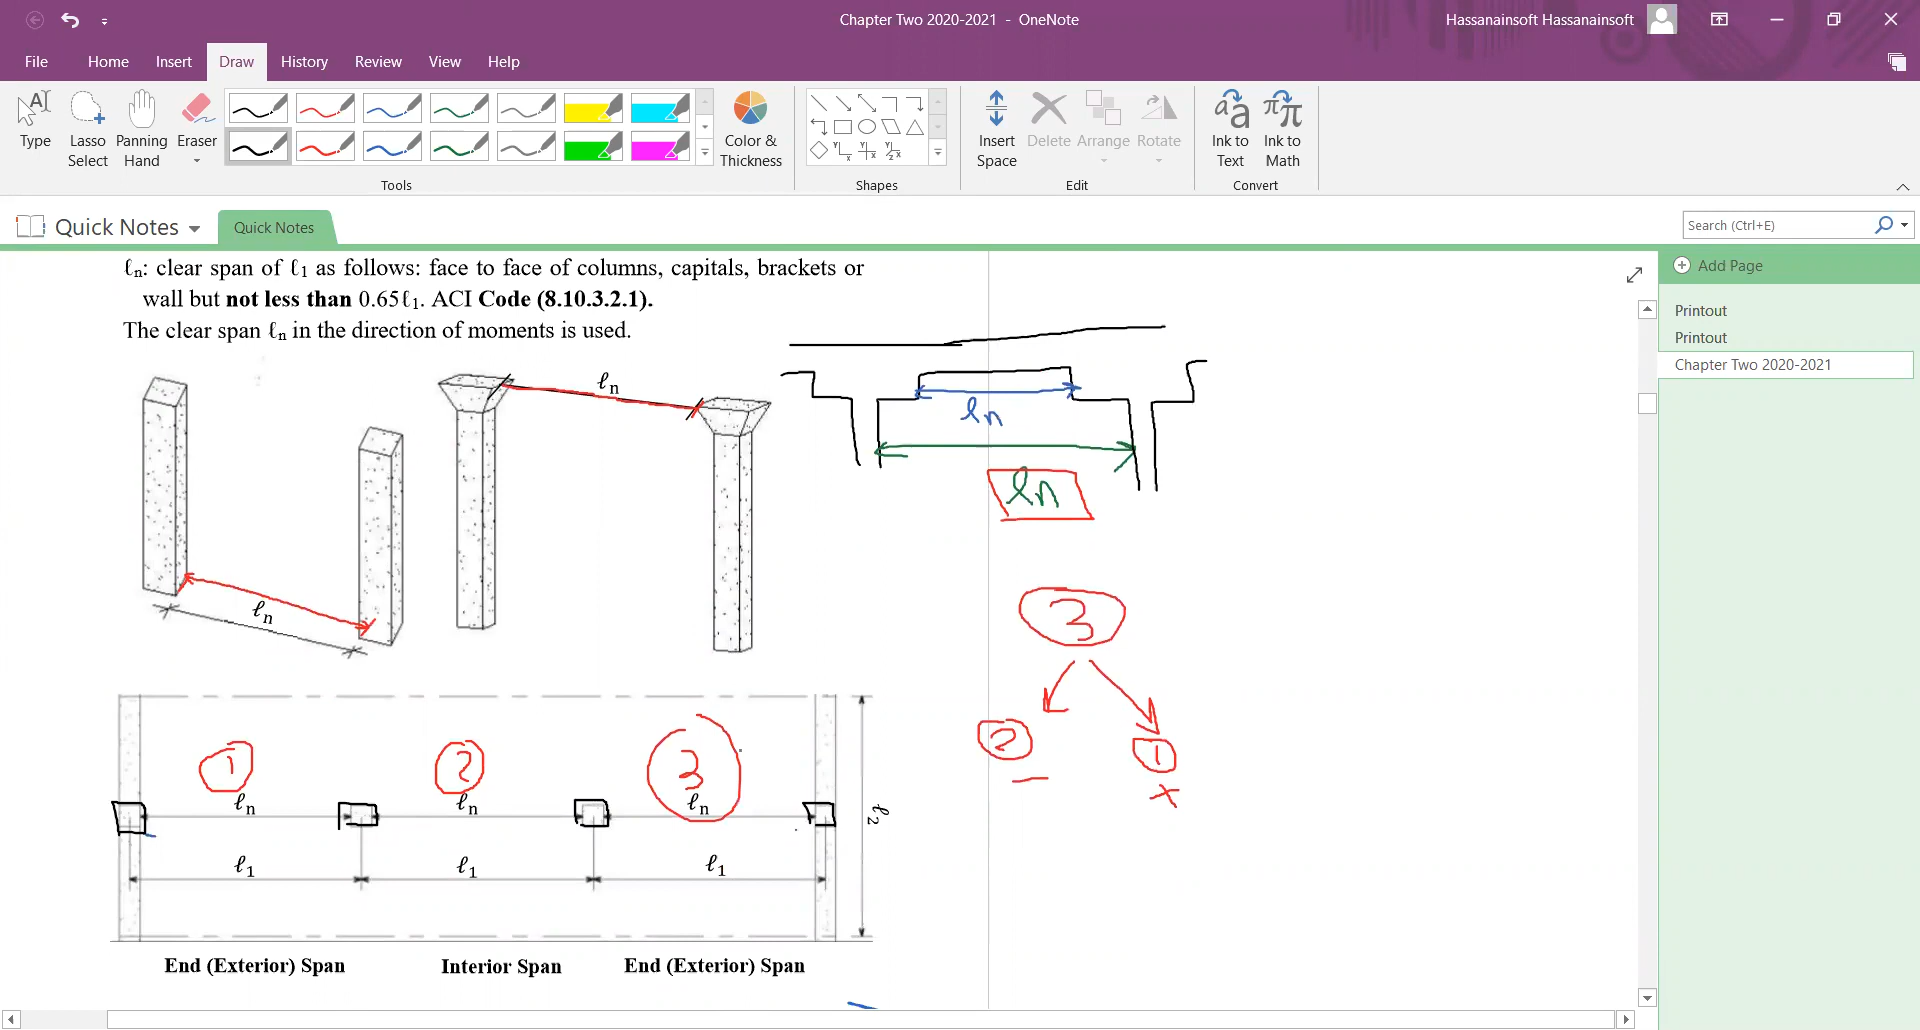 Chapter Two 2020-2021 - OneNote
Hassanainsoft Hassanainsoft
File Home Insert Draw History Review View Help
Type
Lasso Select
Panning Hand
Eraser
Color & Thickness
Insert Space
Delete
Arrange
Rotate
Ink to Text
Ink to Math
Tools
Shapes
Edit
Convert
Quick Notes
Quick Notes
Search (Ctrl+E)
Add Page
Printout
Printout
Chapter Two 2020-2021
ℓn: clear span of ℓ1 as follows: face to face of columns, capitals, brackets or
wall but not less than 0.65ℓ1. ACI Code (8.10.3.2.1).
The clear span ℓn in the direction of moments is used.
ℓn
ℓn
ℓn
ℓn
3
2 1
x
1 2 3
ℓn ℓn ℓn
ℓ2
ℓ1 ℓ1 ℓ1
End (Exterior) Span Interior Span End (Exterior) Span